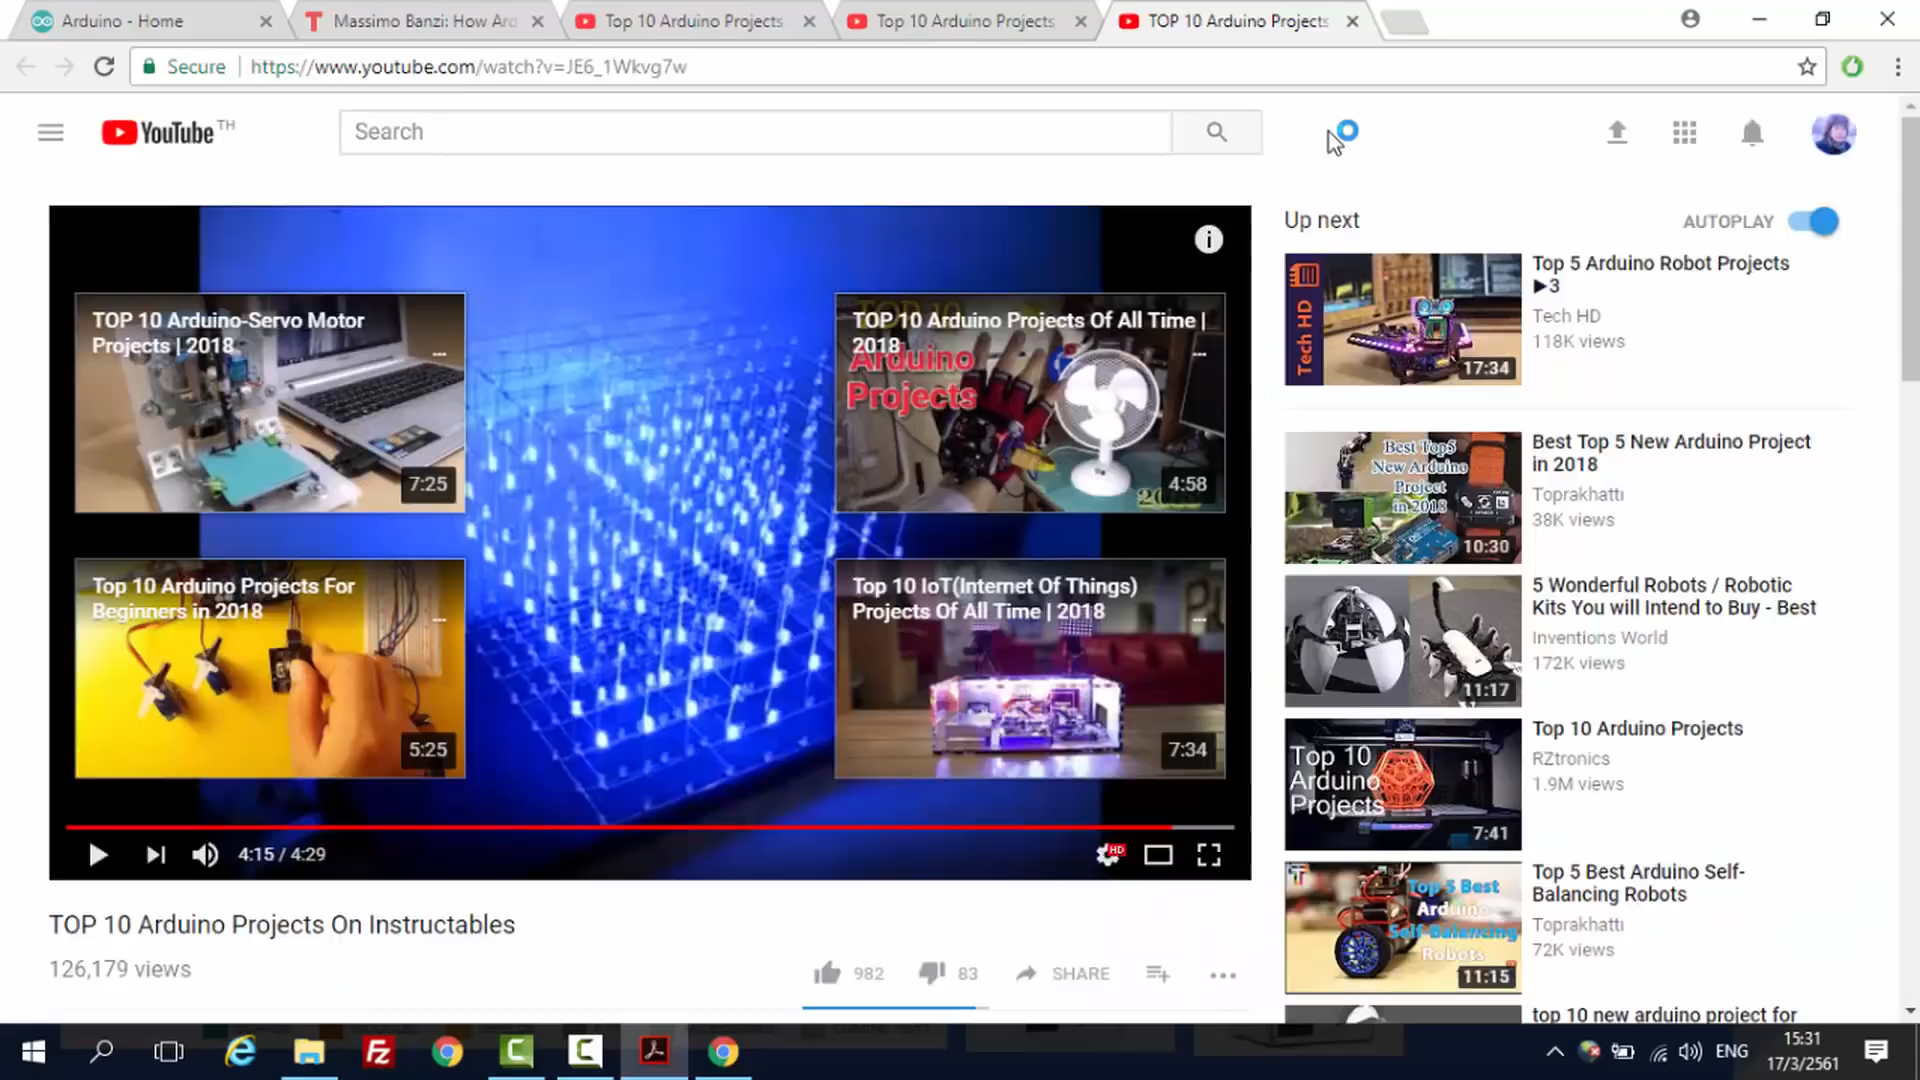 Arduino - Home
Massimo Banzi: How Ard
Top 10 Arduino Projects
Top 10 Arduino Projects
TOP 10 Arduino Projects
Secure
https://www.youtube.com/watch?v=JE6_1Wkvg7w
YouTube TH
Search
TOP 10 Arduino-Servo Motor
Projects | 2018
7:25
TOP 10 Arduino Projects Of All Time |
2018
Arduino
Projects
4:58
Top 10 Arduino Projects For
Beginners in 2018
5:25
Top 10 IoT(Internet Of Things)
Projects Of All Time | 2018
7:34
4:15 / 4:29
HD
TOP 10 Arduino Projects On Instructables
126,179 views
982
83
SHARE
Up next
AUTOPLAY
Tech HD
17:34
Top 5 Arduino Robot Projects
▶3
Tech HD
118K views
Best Top5
New Arduino
Project
in 2018
10:30
Best Top 5 New Arduino Project
in 2018
Toprakhattı
38K views
11:17
5 Wonderful Robots / Robotic
Kits You will Intend to Buy - Best
Inventions World
172K views
Top 10
Arduino
Projects
7:41
Top 10 Arduino Projects
RZtronics
1.9M views
Top 5 Best
Arduino
Self-Balancing
Robots
11:15
Top 5 Best Arduino Self-
Balancing Robots
Toprakhattı
72K views
top 10 new arduino project for
ENG
15:31
17/3/2561